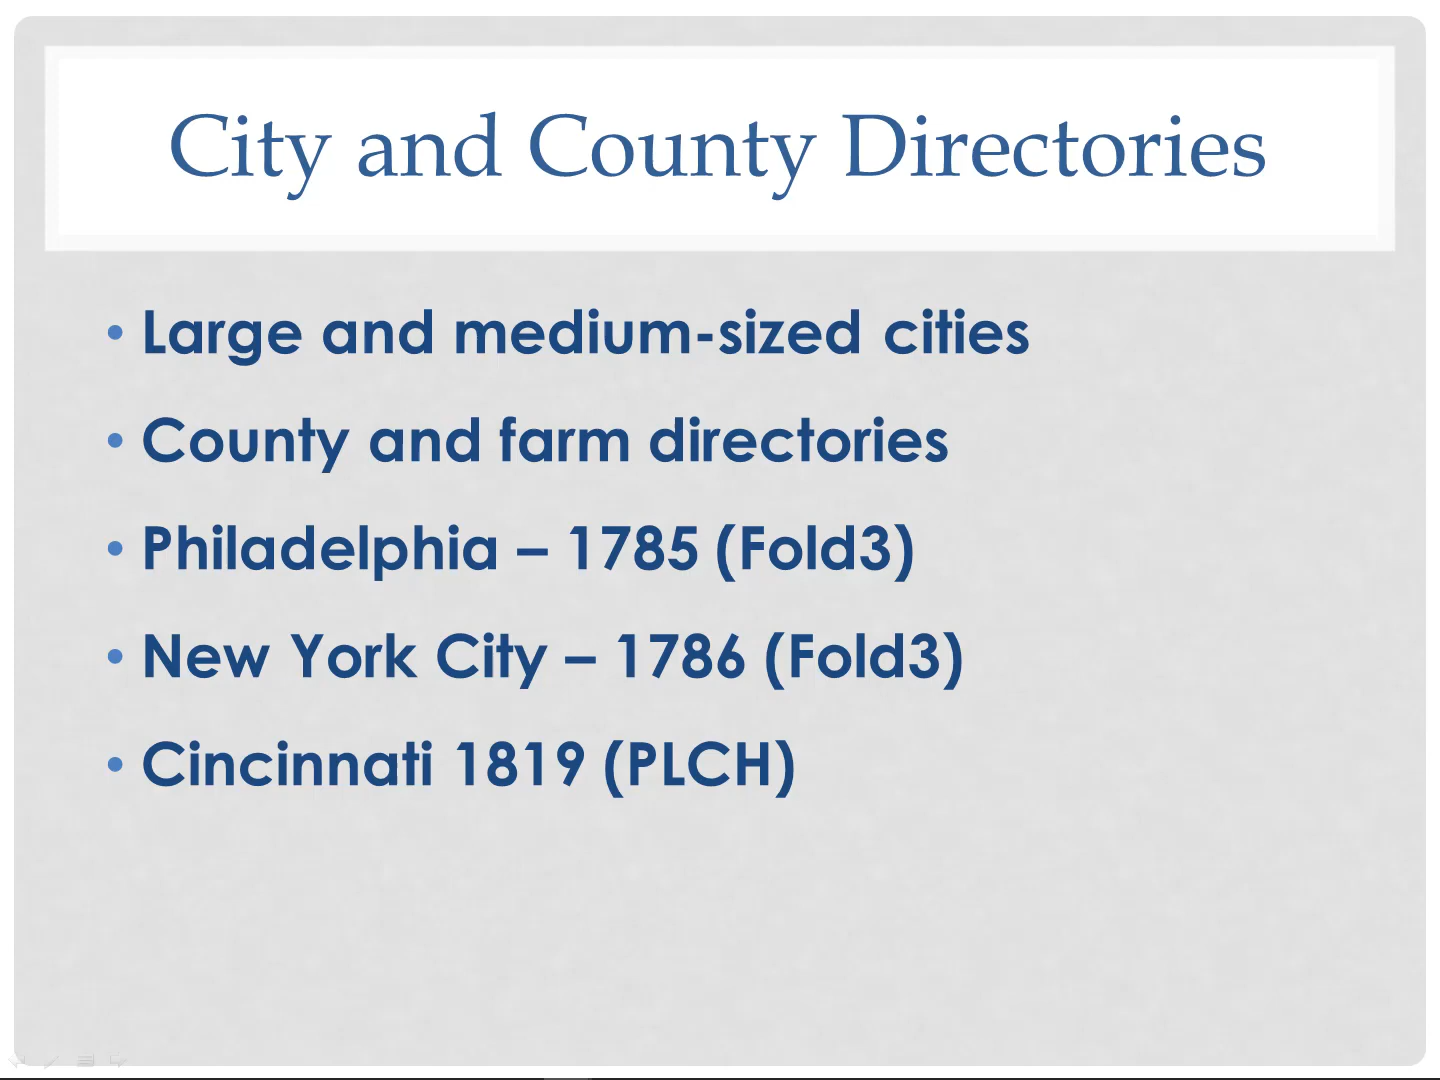 City and County Directories
• Large and medium-sized cities
• County and farm directories
• Philadelphia – 1785 (Fold3)
• New York City – 1786 (Fold3)
• Cincinnati 1819 (PLCH)